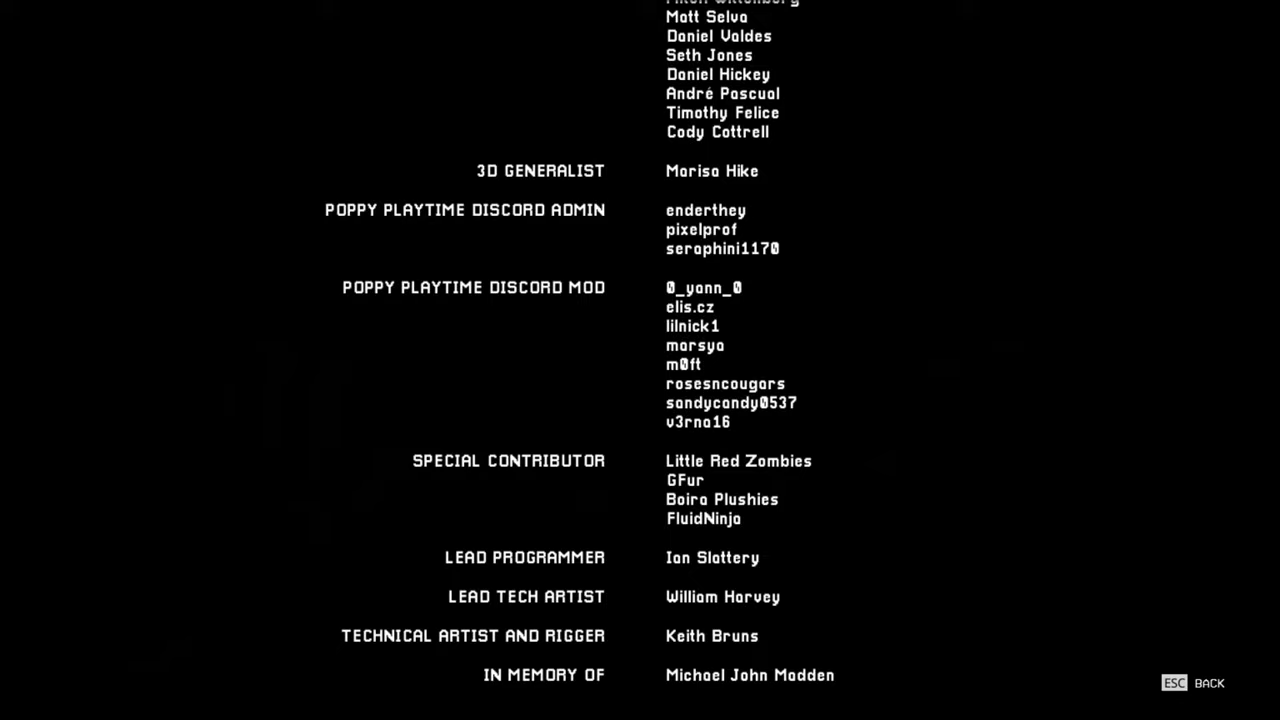 Matt Selva
Daniel Valdes
Seth Jones
Daniel Hickey
André Pascual
Timothy Felice
Cody Cottrell
3D GENERALIST Marisa Hike
POPPY PLAYTIME DISCORD ADMIN enderthey
pixelprof
seraphini1170
POPPY PLAYTIME DISCORD MOD 0_yann_0
elis.cz
lilnick1
marsya
m0ft
rosesncougars
sandycandy0537
v3rna16
SPECIAL CONTRIBUTOR Little Red Zombies
GFur
Boira Plushies
FluidNinja
LEAD PROGRAMMER Ian Slattery
LEAD TECH ARTIST William Harvey
TECHNICAL ARTIST AND RIGGER Keith Bruns
IN MEMORY OF Michael John Madden
ESC BACK